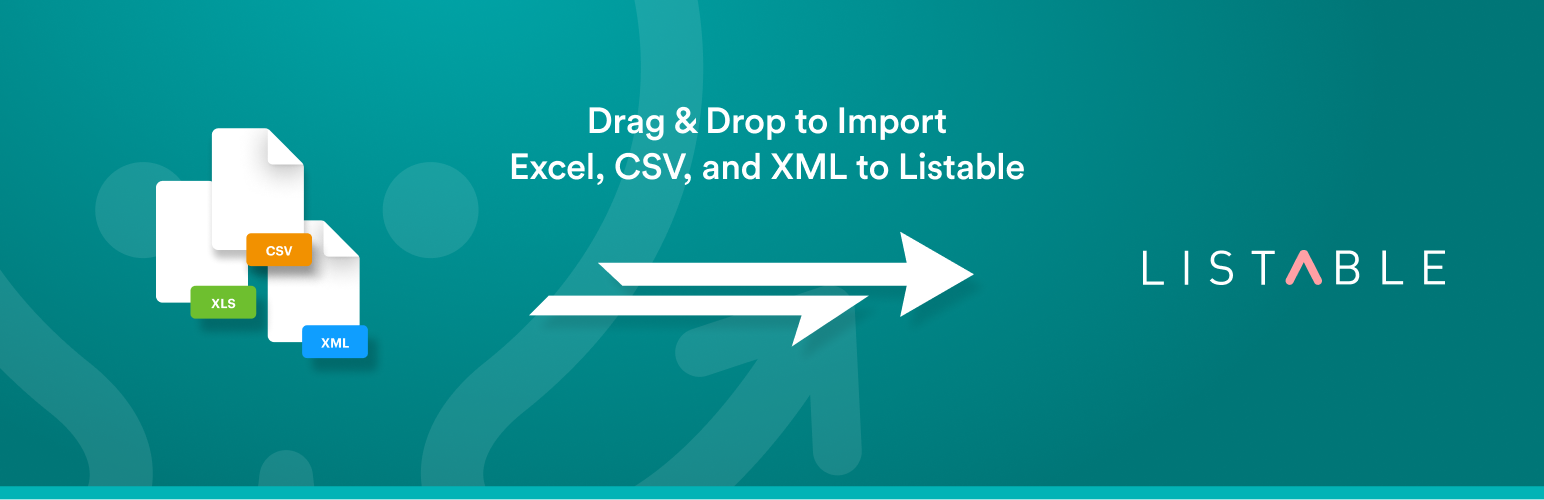 Drag & Drop to Import
Excel, CSV, and XML to Listable
CSV
XLS
XML
LISTABLE